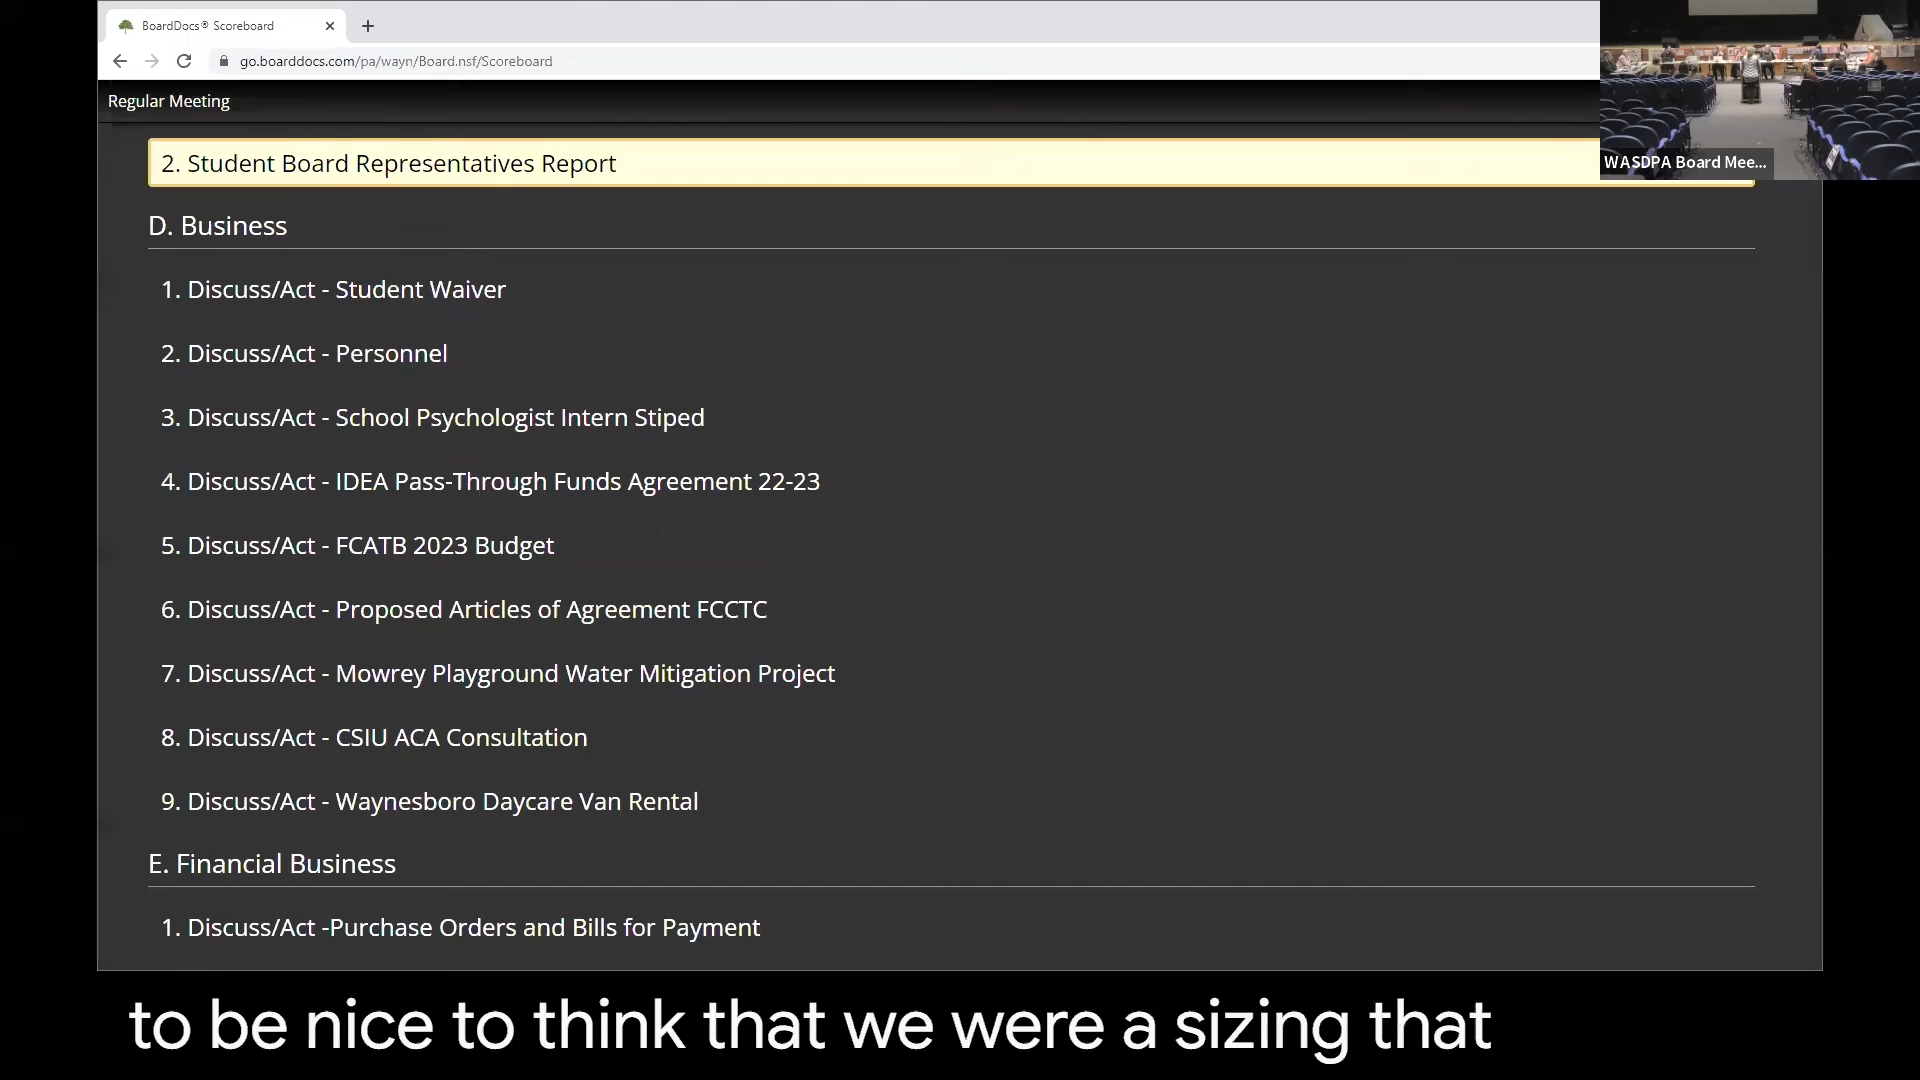 BoardDocs® Scoreboard
go.boarddocs.com/pa/wayn/Board.nsf/Scoreboard
Regular Meeting
WASDPA Board Mee...
2. Student Board Representatives Report
D. Business
1. Discuss/Act - Student Waiver
2. Discuss/Act - Personnel
3. Discuss/Act - School Psychologist Intern Stiped
4. Discuss/Act - IDEA Pass-Through Funds Agreement 22-23
5. Discuss/Act - FCATB 2023 Budget
6. Discuss/Act - Proposed Articles of Agreement FCCTC
7. Discuss/Act - Mowrey Playground Water Mitigation Project
8. Discuss/Act - CSIU ACA Consultation
9. Discuss/Act - Waynesboro Daycare Van Rental
E. Financial Business
1. Discuss/Act -Purchase Orders and Bills for Payment
to be nice to think that we were a sizing that